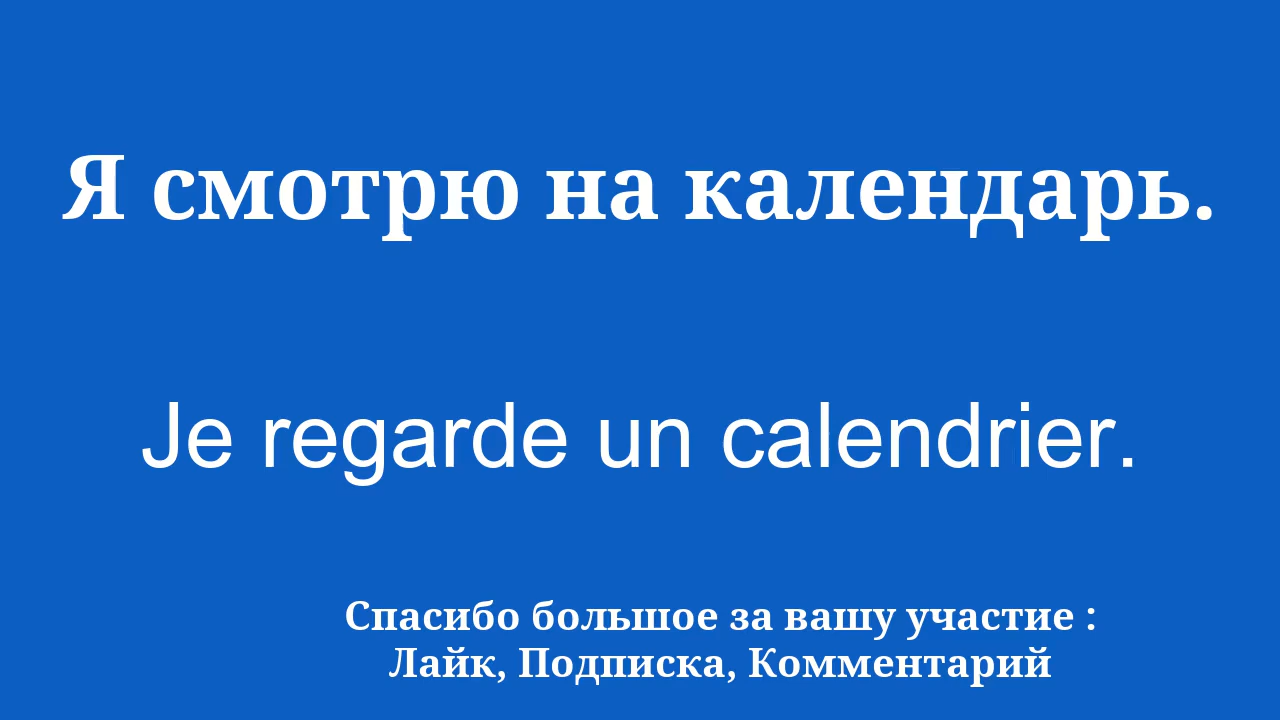 Я смотрю на календарь.
Je regarde un calendrier.
Спасибо большое за вашу участие :
Лайк, Подписка, Комментарий